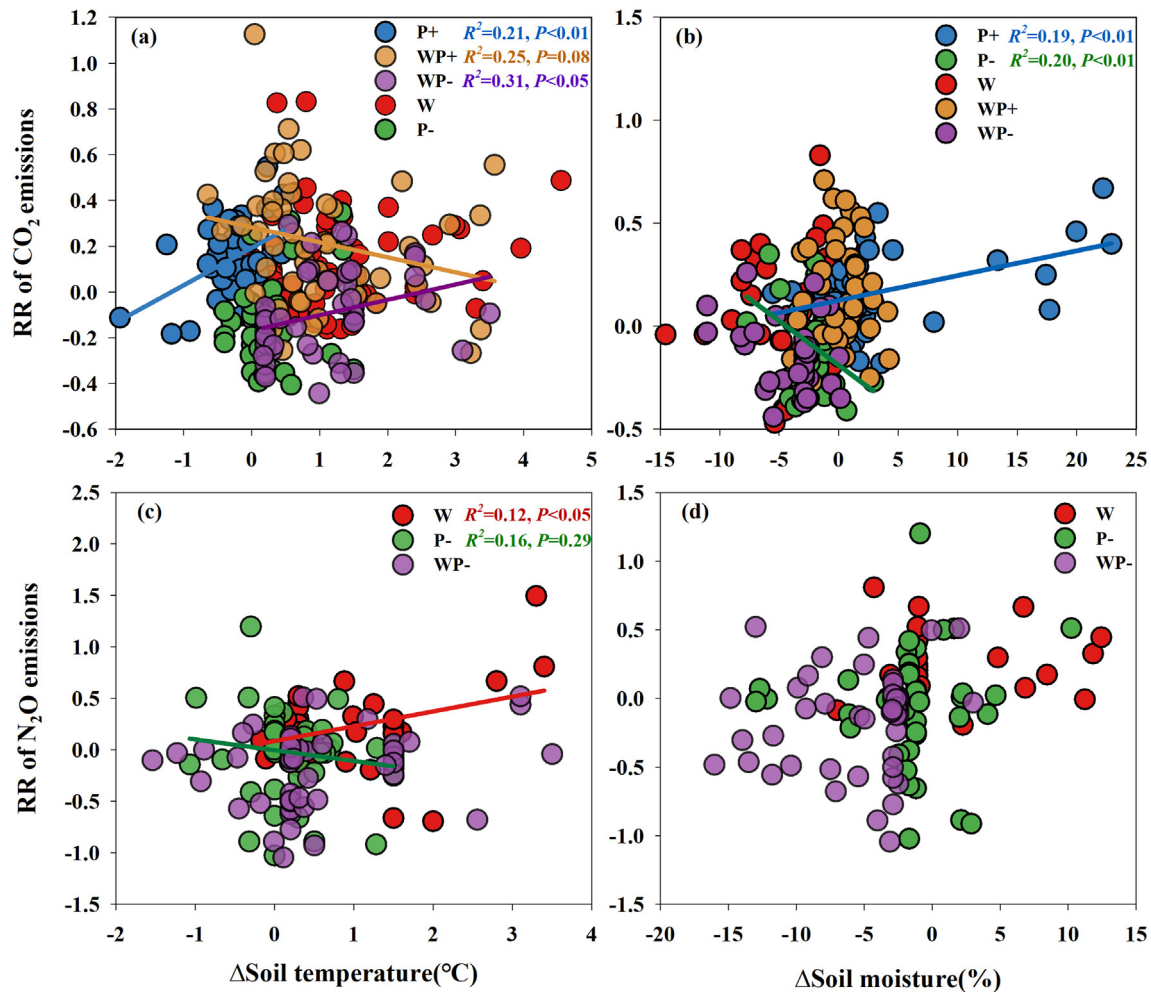 (a)
P+ R²=0.21, P<0.01
WP+ R²=0.25, P=0.08
WP- R²=0.31, P<0.05
W
P-
1.2
1.0
0.8
0.6
0.4
0.2
0.0
-0.2
-0.4
-0.6
-2 -1 0 1 2 3 4 5
RR of CO₂ emissions
(b)
P+ R²=0.19, P<0.01
P- R²=0.20, P<0.01
W
WP+
WP-
1.5
1.0
0.5
0.0
-0.5
-15 -10 -5 0 5 10 15 20 25
(c)
W R²=0.12, P<0.05
P- R²=0.16, P=0.29
WP-
2.5
2.0
1.5
1.0
0.5
0.0
-0.5
-1.0
-1.5
-2 -1 0 1 2 3 4
RR of N₂O emissions
ΔSoil temperature(°C)
(d)
W
P-
WP-
1.5
1.0
0.5
0.0
-0.5
-1.0
-1.5
-20 -15 -10 -5 0 5 10 15
ΔSoil moisture(%)